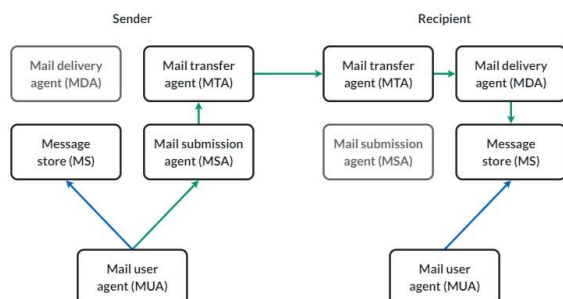 Sender
Recipient
Mail delivery
agent (MDA)
Mail transfer
agent (MTA)
Mail transfer
agent (MTA)
Mail delivery
agent (MDA)
Message
store (MS)
Mail submission
agent (MSA)
Mail submission
agent (MSA)
Message
store (MS)
Mail user
agent (MUA)
Mail user
agent (MUA)